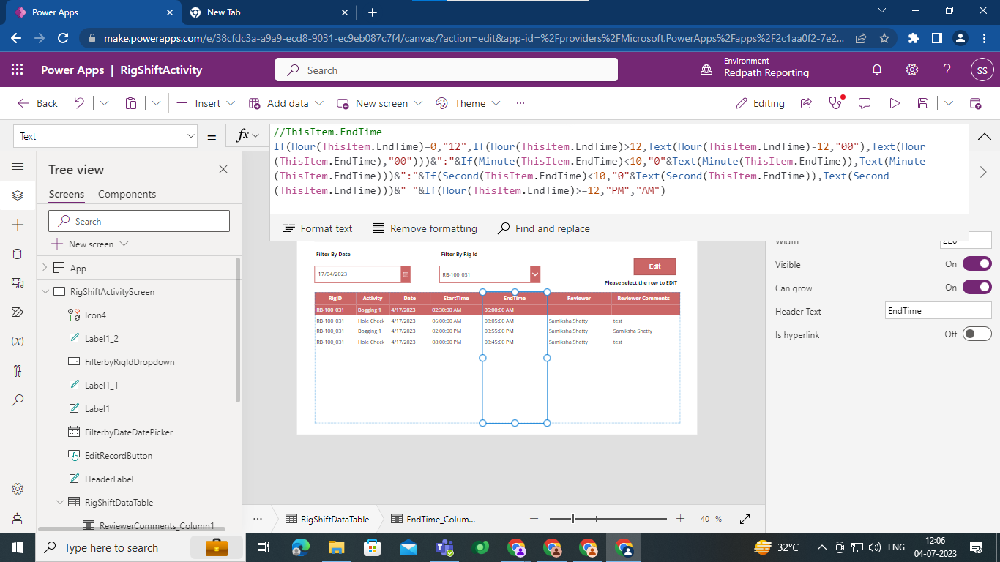 Power Apps
New Tab
make.powerapps.com/e/38cfdc3a-a9a9-ecd8-9031-ec9eb087c7f4/canvas/?action=edit&app-id=%2Fproviders%2FMicrosoft.PowerApps%2Fapps%2F2c1aa0f2-7e2...
Power Apps | RigShiftActivity
Search
Environment
Redpath Reporting
SS
Back
Insert
Add data
New screen
Theme
...
Editing
Text
=
fx
//ThisItem.EndTime
If(Hour(ThisItem.EndTime)=0,"12",If(Hour(ThisItem.EndTime)>12,Text(Hour(ThisItem.EndTime)-12,"00"),Text(Hour
(ThisItem.EndTime),"00")))&":"&If(Minute(ThisItem.EndTime)<10,"0"&Text(Minute(ThisItem.EndTime)),Text(Minute
(ThisItem.EndTime)))&":"&If(Second(ThisItem.EndTime)<10,"0"&Text(Second(ThisItem.EndTime)),Text(Second
(ThisItem.EndTime)))&" "&If(Hour(ThisItem.EndTime)>=12,"PM","AM")
Format text
Remove formatting
Find and replace
Tree view
Screens
Components
Search
New screen
App
RigShiftActivityScreen
Icon4
Label1_2
FilterbyRigIdDropdown
Label1_1
Label1
FilterbyDateDatePicker
EditRecordButton
HeaderLabel
RigShiftDataTable
ReviewerComments_Column1
Filter By Date
Filter By Rig Id
17/04/2023
RB-100_031
Edit
Please select the row to EDIT
RigID Activity Date StartTime EndTime Reviewer Reviewer Comments
RB-100_031 Bogging 1 4/17/2023 02:30:00 AM 05:00:00 AM
RB-100_031 Hole Check 4/17/2023 06:00:00 AM 08:05:00 AM Samiksha Shetty test
RB-100_031 Bogging 1 4/17/2023 02:00:00 PM 03:55:00 PM Samiksha Shetty Samiksha Shetty
RB-100_031 Hole Check 4/17/2023 08:00:00 PM 08:45:00 PM Samiksha Shetty test
Width
Visible
On
Can grow
On
Header Text
EndTime
Is hyperlink
Off
...
RigShiftDataTable
EndTime_Colum...
40 %
Type here to search
32°C
ENG
12:06
04-07-2023